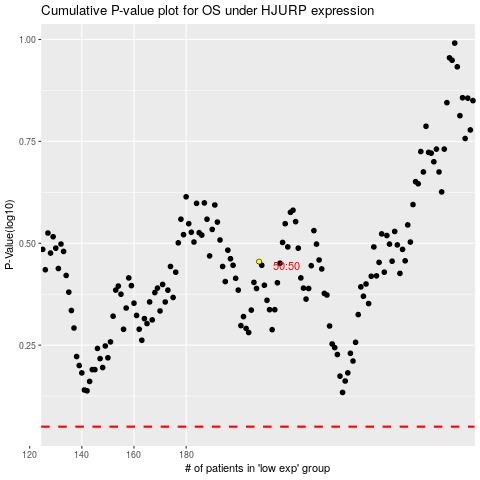 Cumulative P-value plot for OS under HJURP expression
P-Value(log10)
1.00
0.75
0.50
0.25
50:50
120 140 160 180
# of patients in 'low exp' group